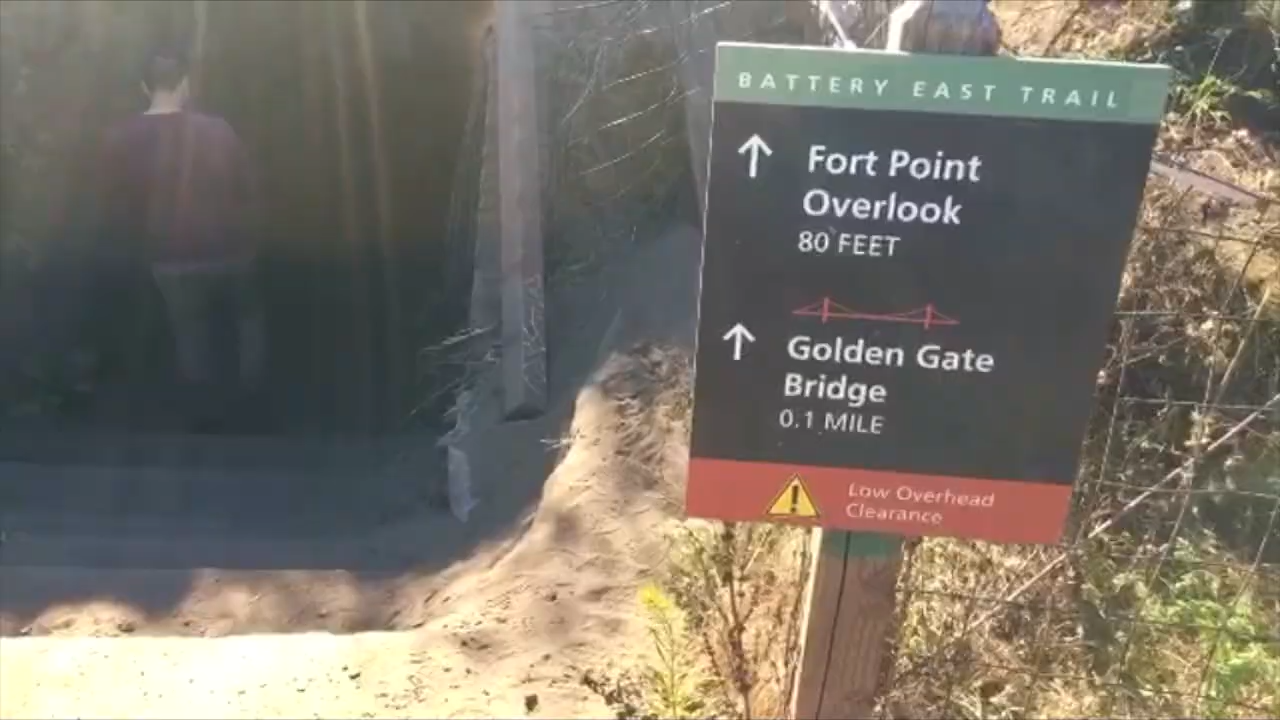 BATTERY EAST TRAIL
Fort Point
Overlook
80 FEET
Golden Gate
Bridge
0.1 MILE
Low Overhead
Clearance